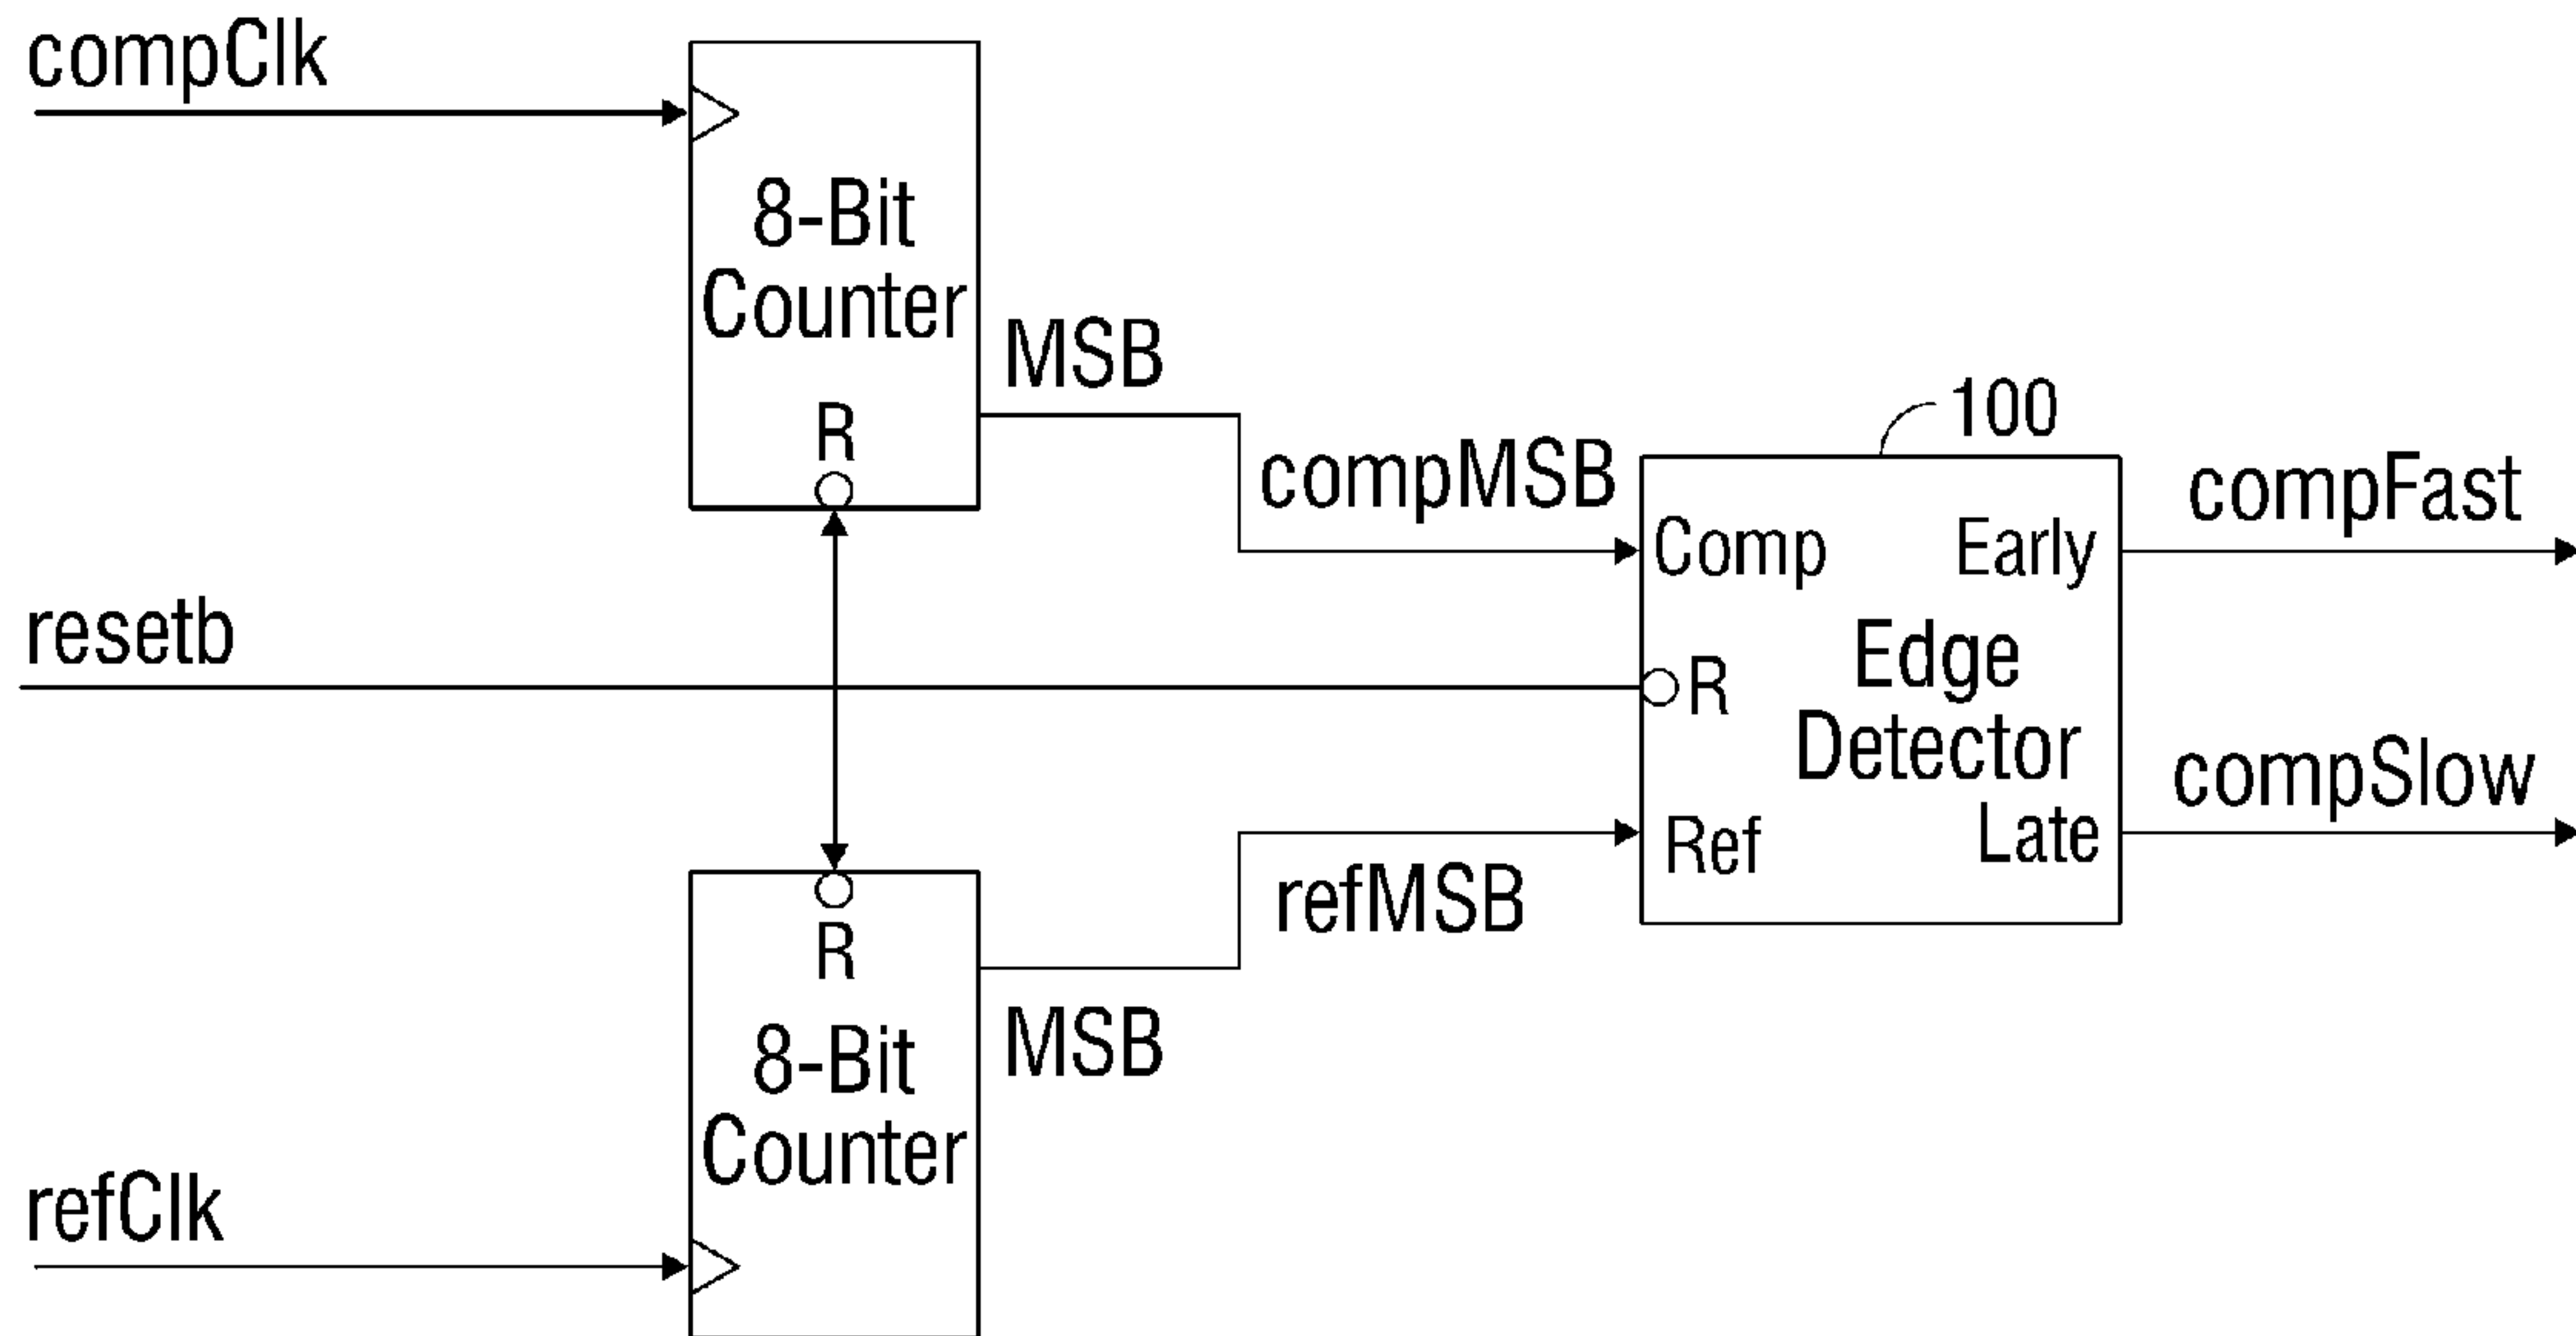 compClk
8-Bit
Counter
R
MSB
compMSB
100
Comp
Early
compFast
resetb
R
Edge
Detector
Ref
Late
compSlow
refMSB
R
8-Bit
Counter
MSB
refClk